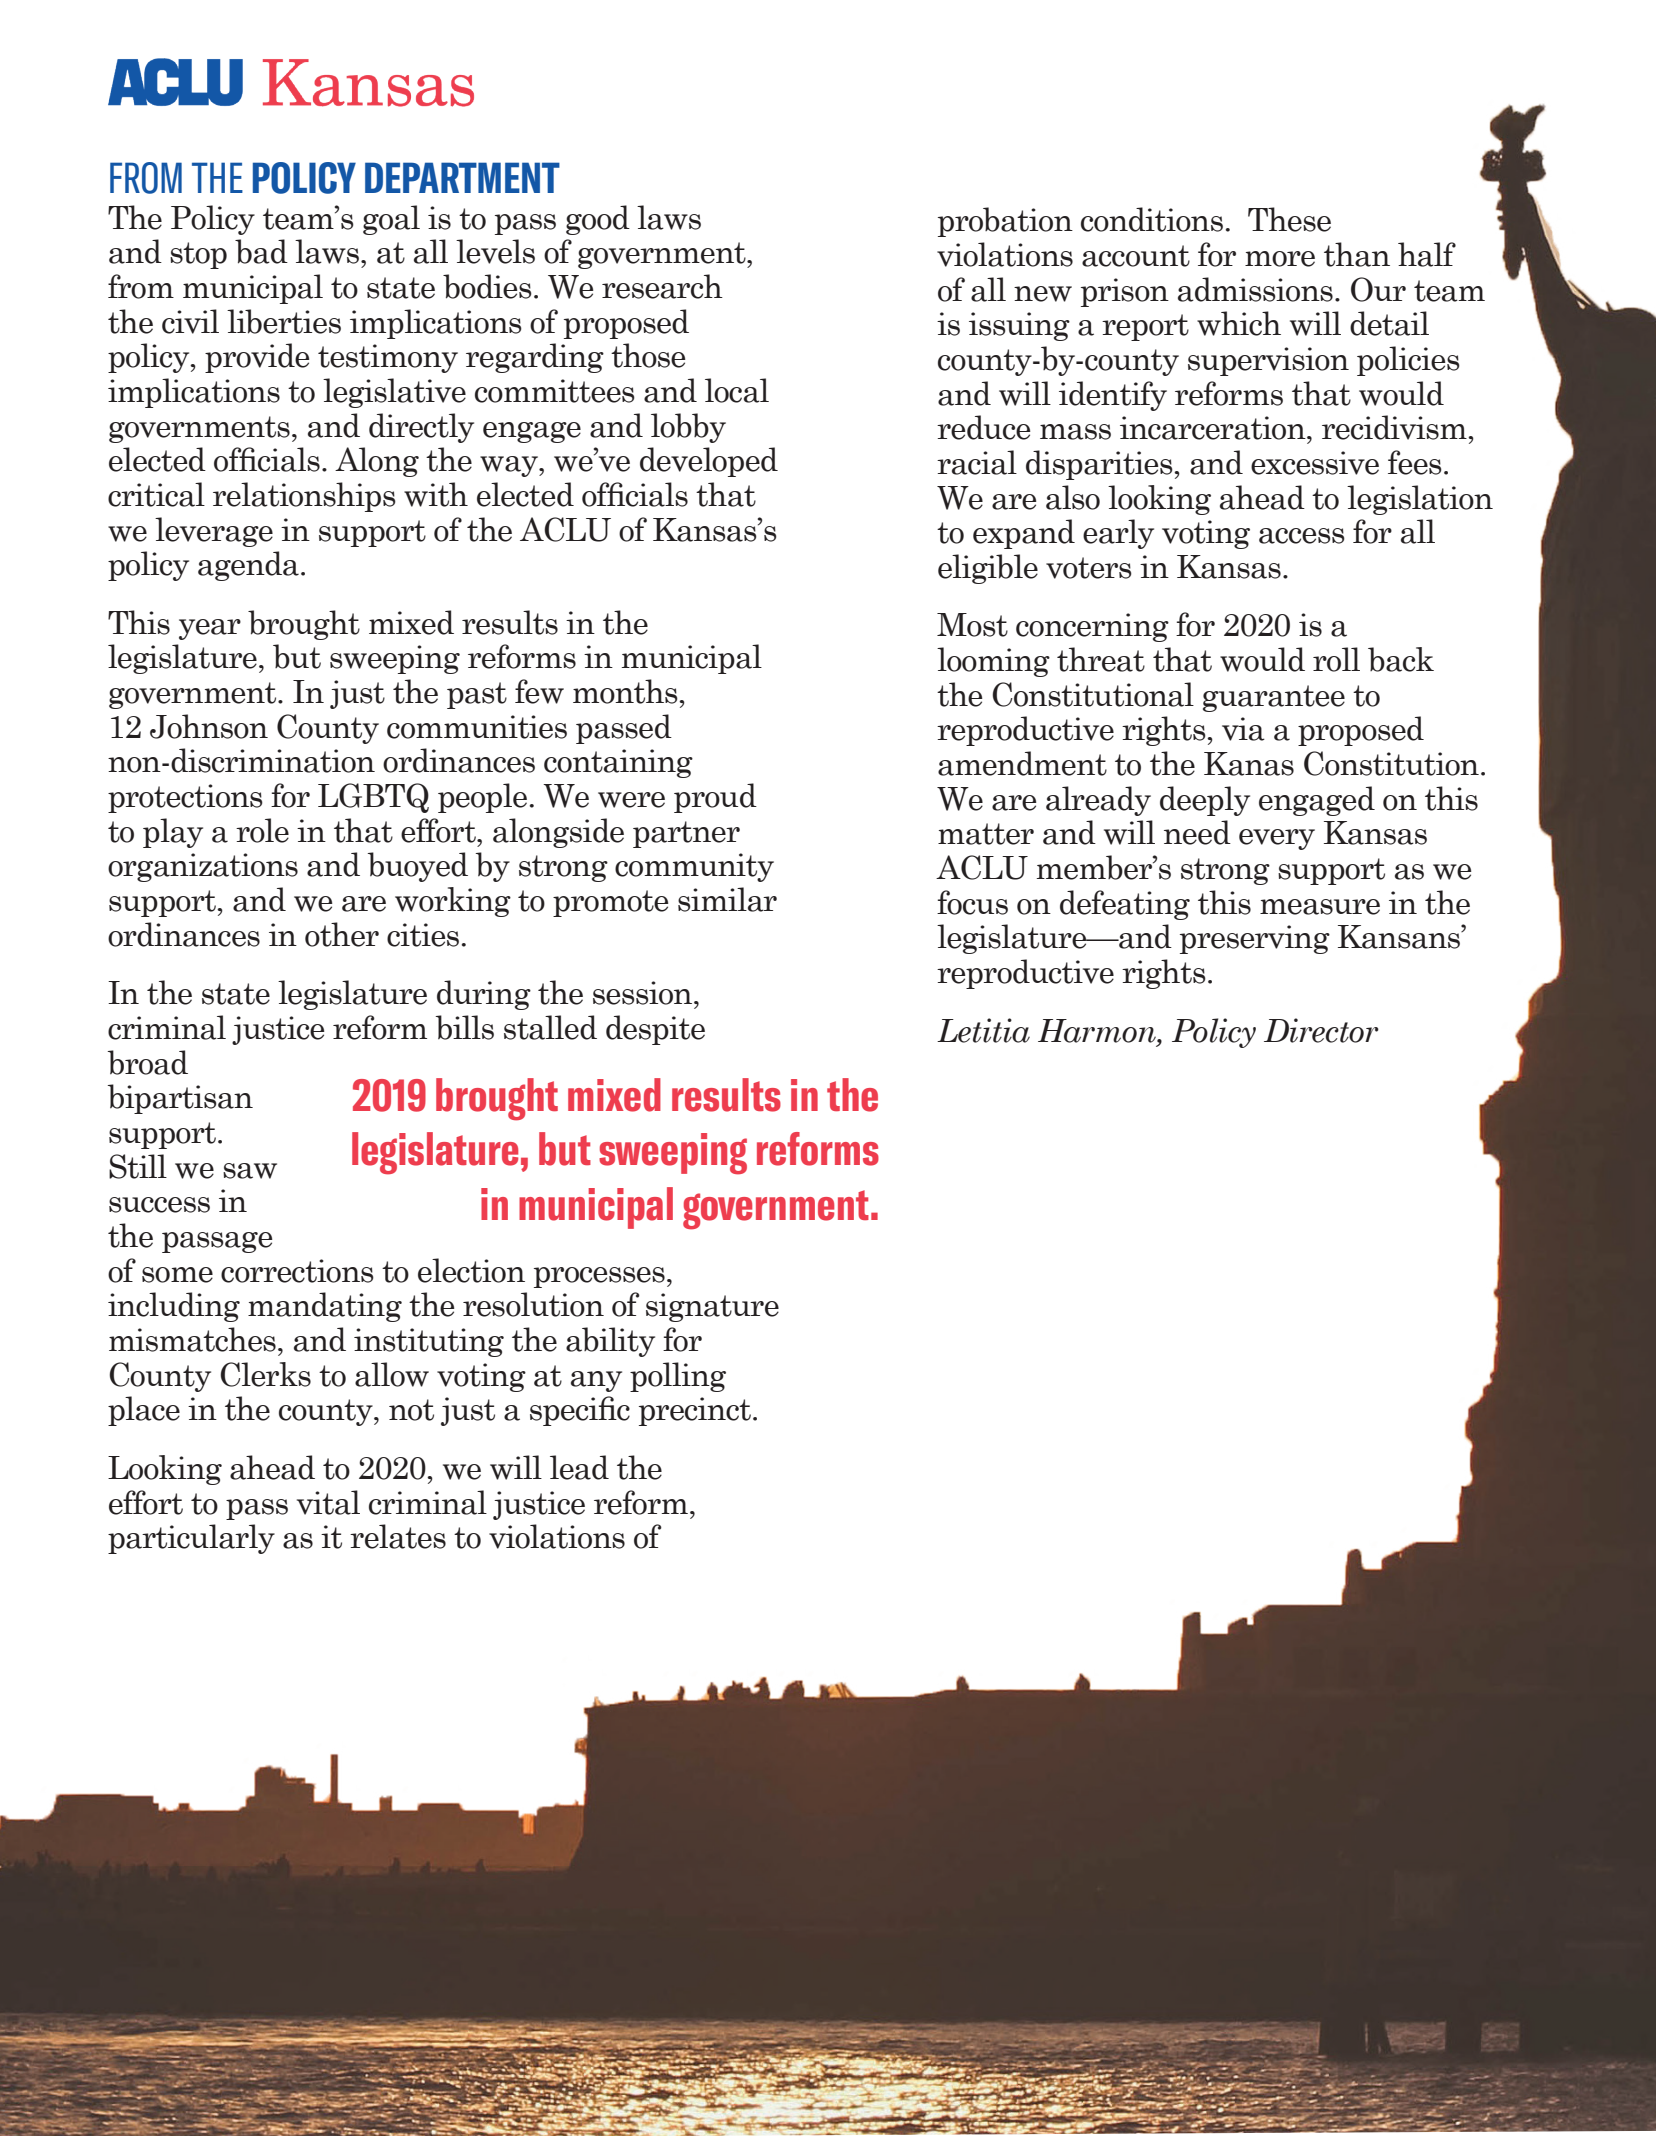 ACLU Kansas
FROM THE POLICY DEPARTMENT
The Policy team’s goal is to pass good laws
and stop bad laws, at all levels of government,
from municipal to state bodies. We research
the civil liberties implications of proposed
policy, provide testimony regarding those
implications to legislative committees and local
governments, and directly engage and lobby
elected officials. Along the way, we’ve developed
critical relationships with elected officials that
we leverage in support of the ACLU of Kansas’s
policy agenda.
This year brought mixed results in the
legislature, but sweeping reforms in municipal
government. In just the past few months,
12 Johnson County communities passed
non-discrimination ordinances containing
protections for LGBTQ people. We were proud
to play a role in that effort, alongside partner
organizations and buoyed by strong community
support, and we are working to promote similar
ordinances in other cities.
In the state legislature during the session,
criminal justice reform bills stalled despite
broad
bipartisan
support.
Still we saw
success in
the passage
of some corrections to election processes,
including mandating the resolution of signature
mismatches, and instituting the ability for
County Clerks to allow voting at any polling
place in the county, not just a specific precinct.
2019 brought mixed results in the
legislature, but sweeping reforms
in municipal government.
Looking ahead to 2020, we will lead the
effort to pass vital criminal justice reform,
particularly as it relates to violations of
probation conditions.  These
violations account for more than half
of all new prison admissions. Our team
is issuing a report which will detail
county-by-county supervision policies
and will identify reforms that would
reduce mass incarceration, recidivism,
racial disparities, and excessive fees.
We are also looking ahead to legislation
to expand early voting access for all
eligible voters in Kansas.
Most concerning for 2020 is a
looming threat that would roll back
the Constitutional guarantee to
reproductive rights, via a proposed
amendment to the Kanas Constitution.
We are already deeply engaged on this
matter and will need every Kansas
ACLU member’s strong support as we
focus on defeating this measure in the
legislature—and preserving Kansans’
reproductive rights.
Letitia Harmon, Policy Director